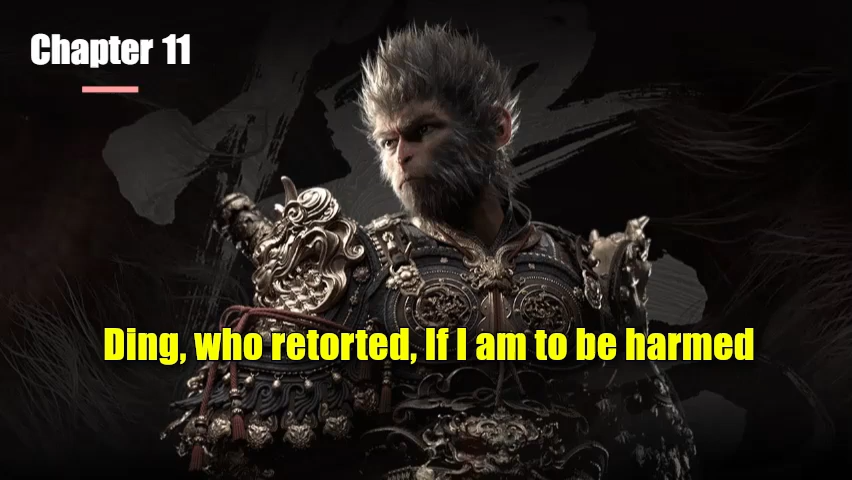 Chapter 11
Ding, who retorted, If I am to be harmed